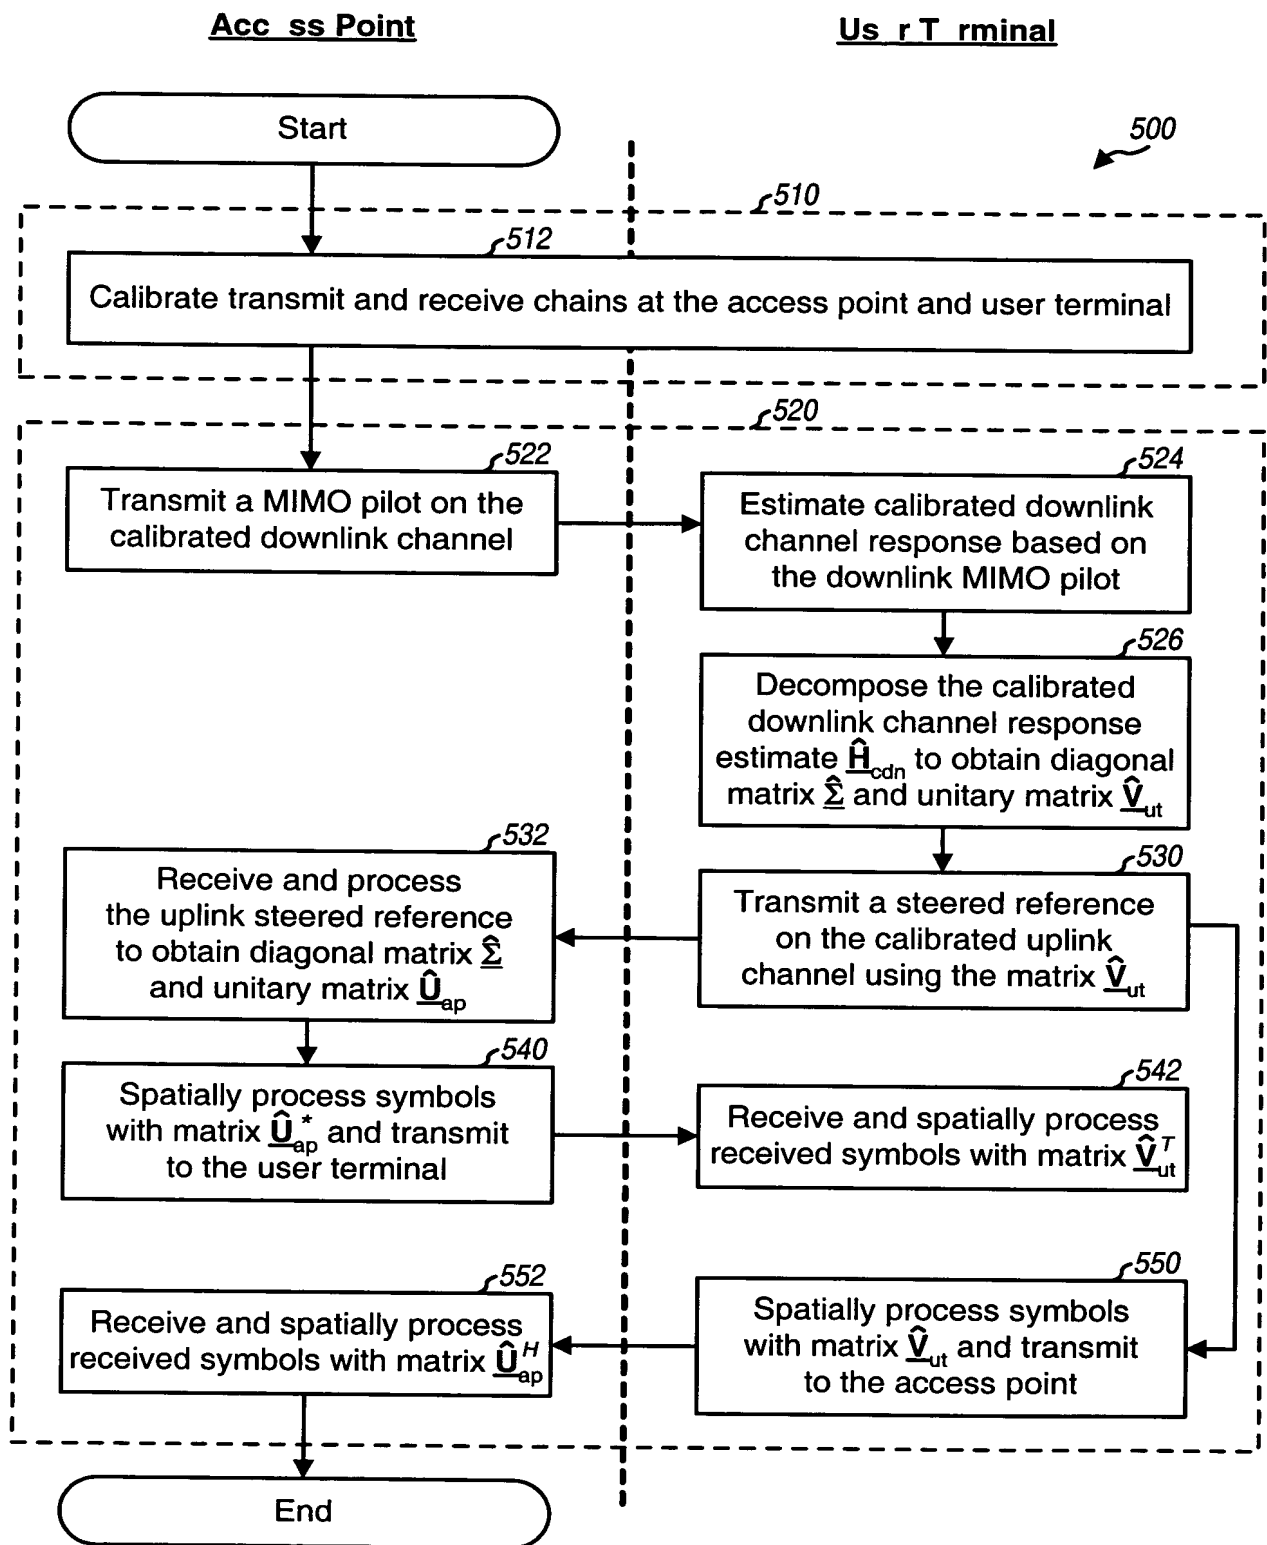 Acc ss Point
Us r T rminal
Start
500
510
512
Calibrate transmit and receive chains at the access point and user terminal
520
522
Transmit a MIMO pilot on the
calibrated downlink channel
524
Estimate calibrated downlink
channel response based on
the downlink MIMO pilot
526
Decompose the calibrated
downlink channel response
estimate Ĥcdn to obtain diagonal
matrix Σ̂ and unitary matrix V̂ut
532
Receive and process
the uplink steered reference
to obtain diagonal matrix Σ̂
and unitary matrix Ûap
530
Transmit a steered reference
on the calibrated uplink
channel using the matrix V̂ut
540
Spatially process symbols
with matrix Û*ap and transmit
to the user terminal
542
Receive and spatially process
received symbols with matrix V̂Tut
552
Receive and spatially process
received symbols with matrix ÛHap
550
Spatially process symbols
with matrix V̂ut and transmit
to the access point
End